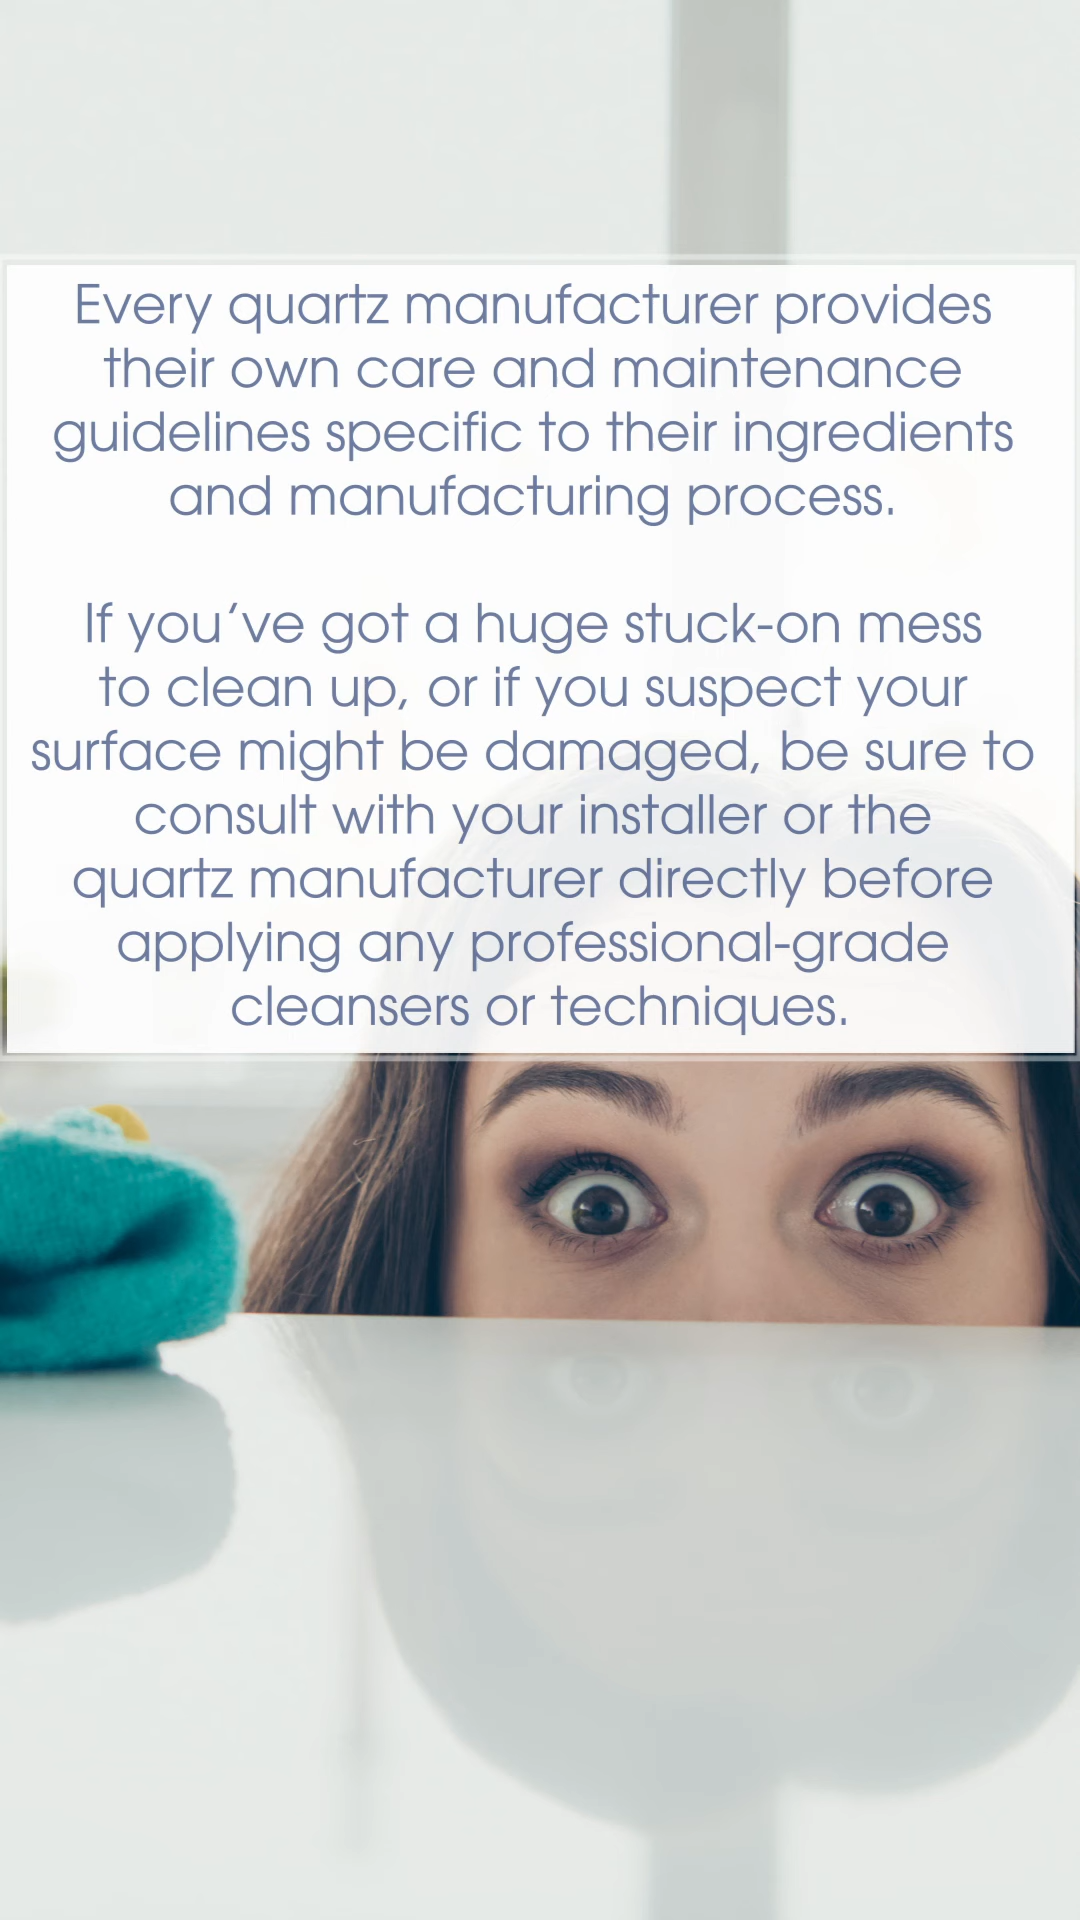 Every quartz manufacturer provides
their own care and maintenance
guidelines specific to their ingredients
and manufacturing process.
If you’ve got a huge stuck-on mess
to clean up, or if you suspect your
surface might be damaged, be sure to
consult with your installer or the
quartz manufacturer directly before
applying any professional-grade
cleansers or techniques.